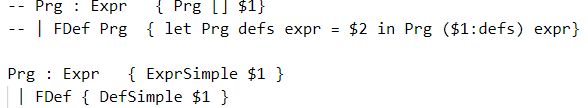 -- Prg : Expr   { Prg [] $1}
-- | FDef Prg  { let Prg defs expr = $2 in Prg ($1:defs) expr}
Prg : Expr   { ExprSimple $1 }
| FDef { DefSimple $1 }